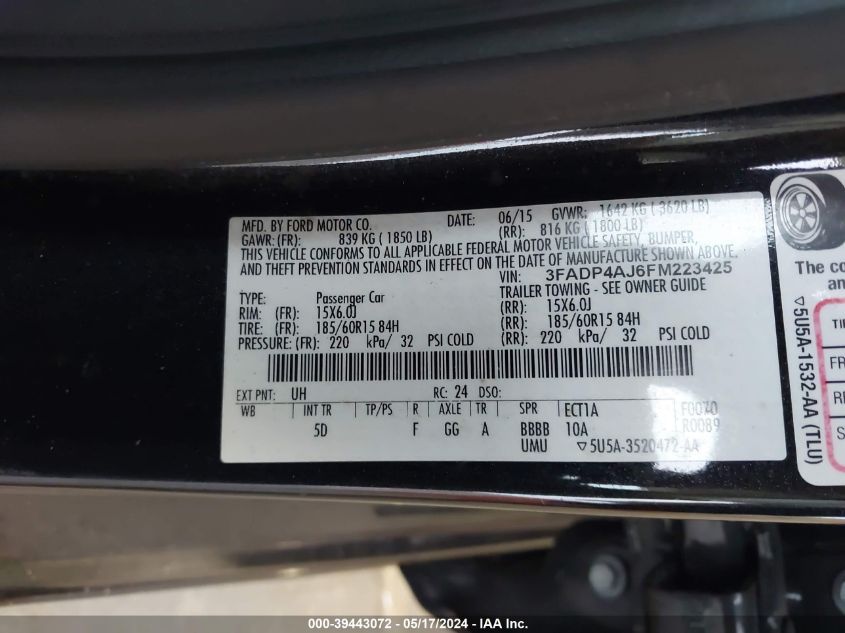 MFD. BY FORD MOTOR CO. DATE: 06/15 GVWR: 1642 KG ( 3620 LB)
GAWR: (FR): 839 KG ( 1850 LB) (RR): 816 KG ( 1800 LB)
THIS VEHICLE CONFORMS TO ALL APPLICABLE FEDERAL MOTOR VEHICLE SAFETY, BUMPER,
AND THEFT PREVENTION STANDARDS IN EFFECT ON THE DATE OF MANUFACTURE SHOWN ABOVE.
VIN: 3FADP4AJ6FM223425
TYPE: Passenger Car TRAILER TOWING - SEE OWNER GUIDE
RIM: (FR): 15X6.0J (RR): 15X6.0J
TIRE: (FR): 185/60R15 84H (RR): 185/60R15 84H
PRESSURE: (FR): 220 kPa/ 32 PSI COLD (RR): 220 kPa/ 32 PSI COLD
EXT PNT: UH RC: 24 DSO:
WB INT TR TP/PS R AXLE TR SPR ECT1A F0070
5D F GG A BBBB 10A R0089
UMU ▽5U5A-3520472-AA
The co
and
▽5U5A-1532-AA (TLU)
FR
000-39443072 — 05/17/2024 — IAA Inc.